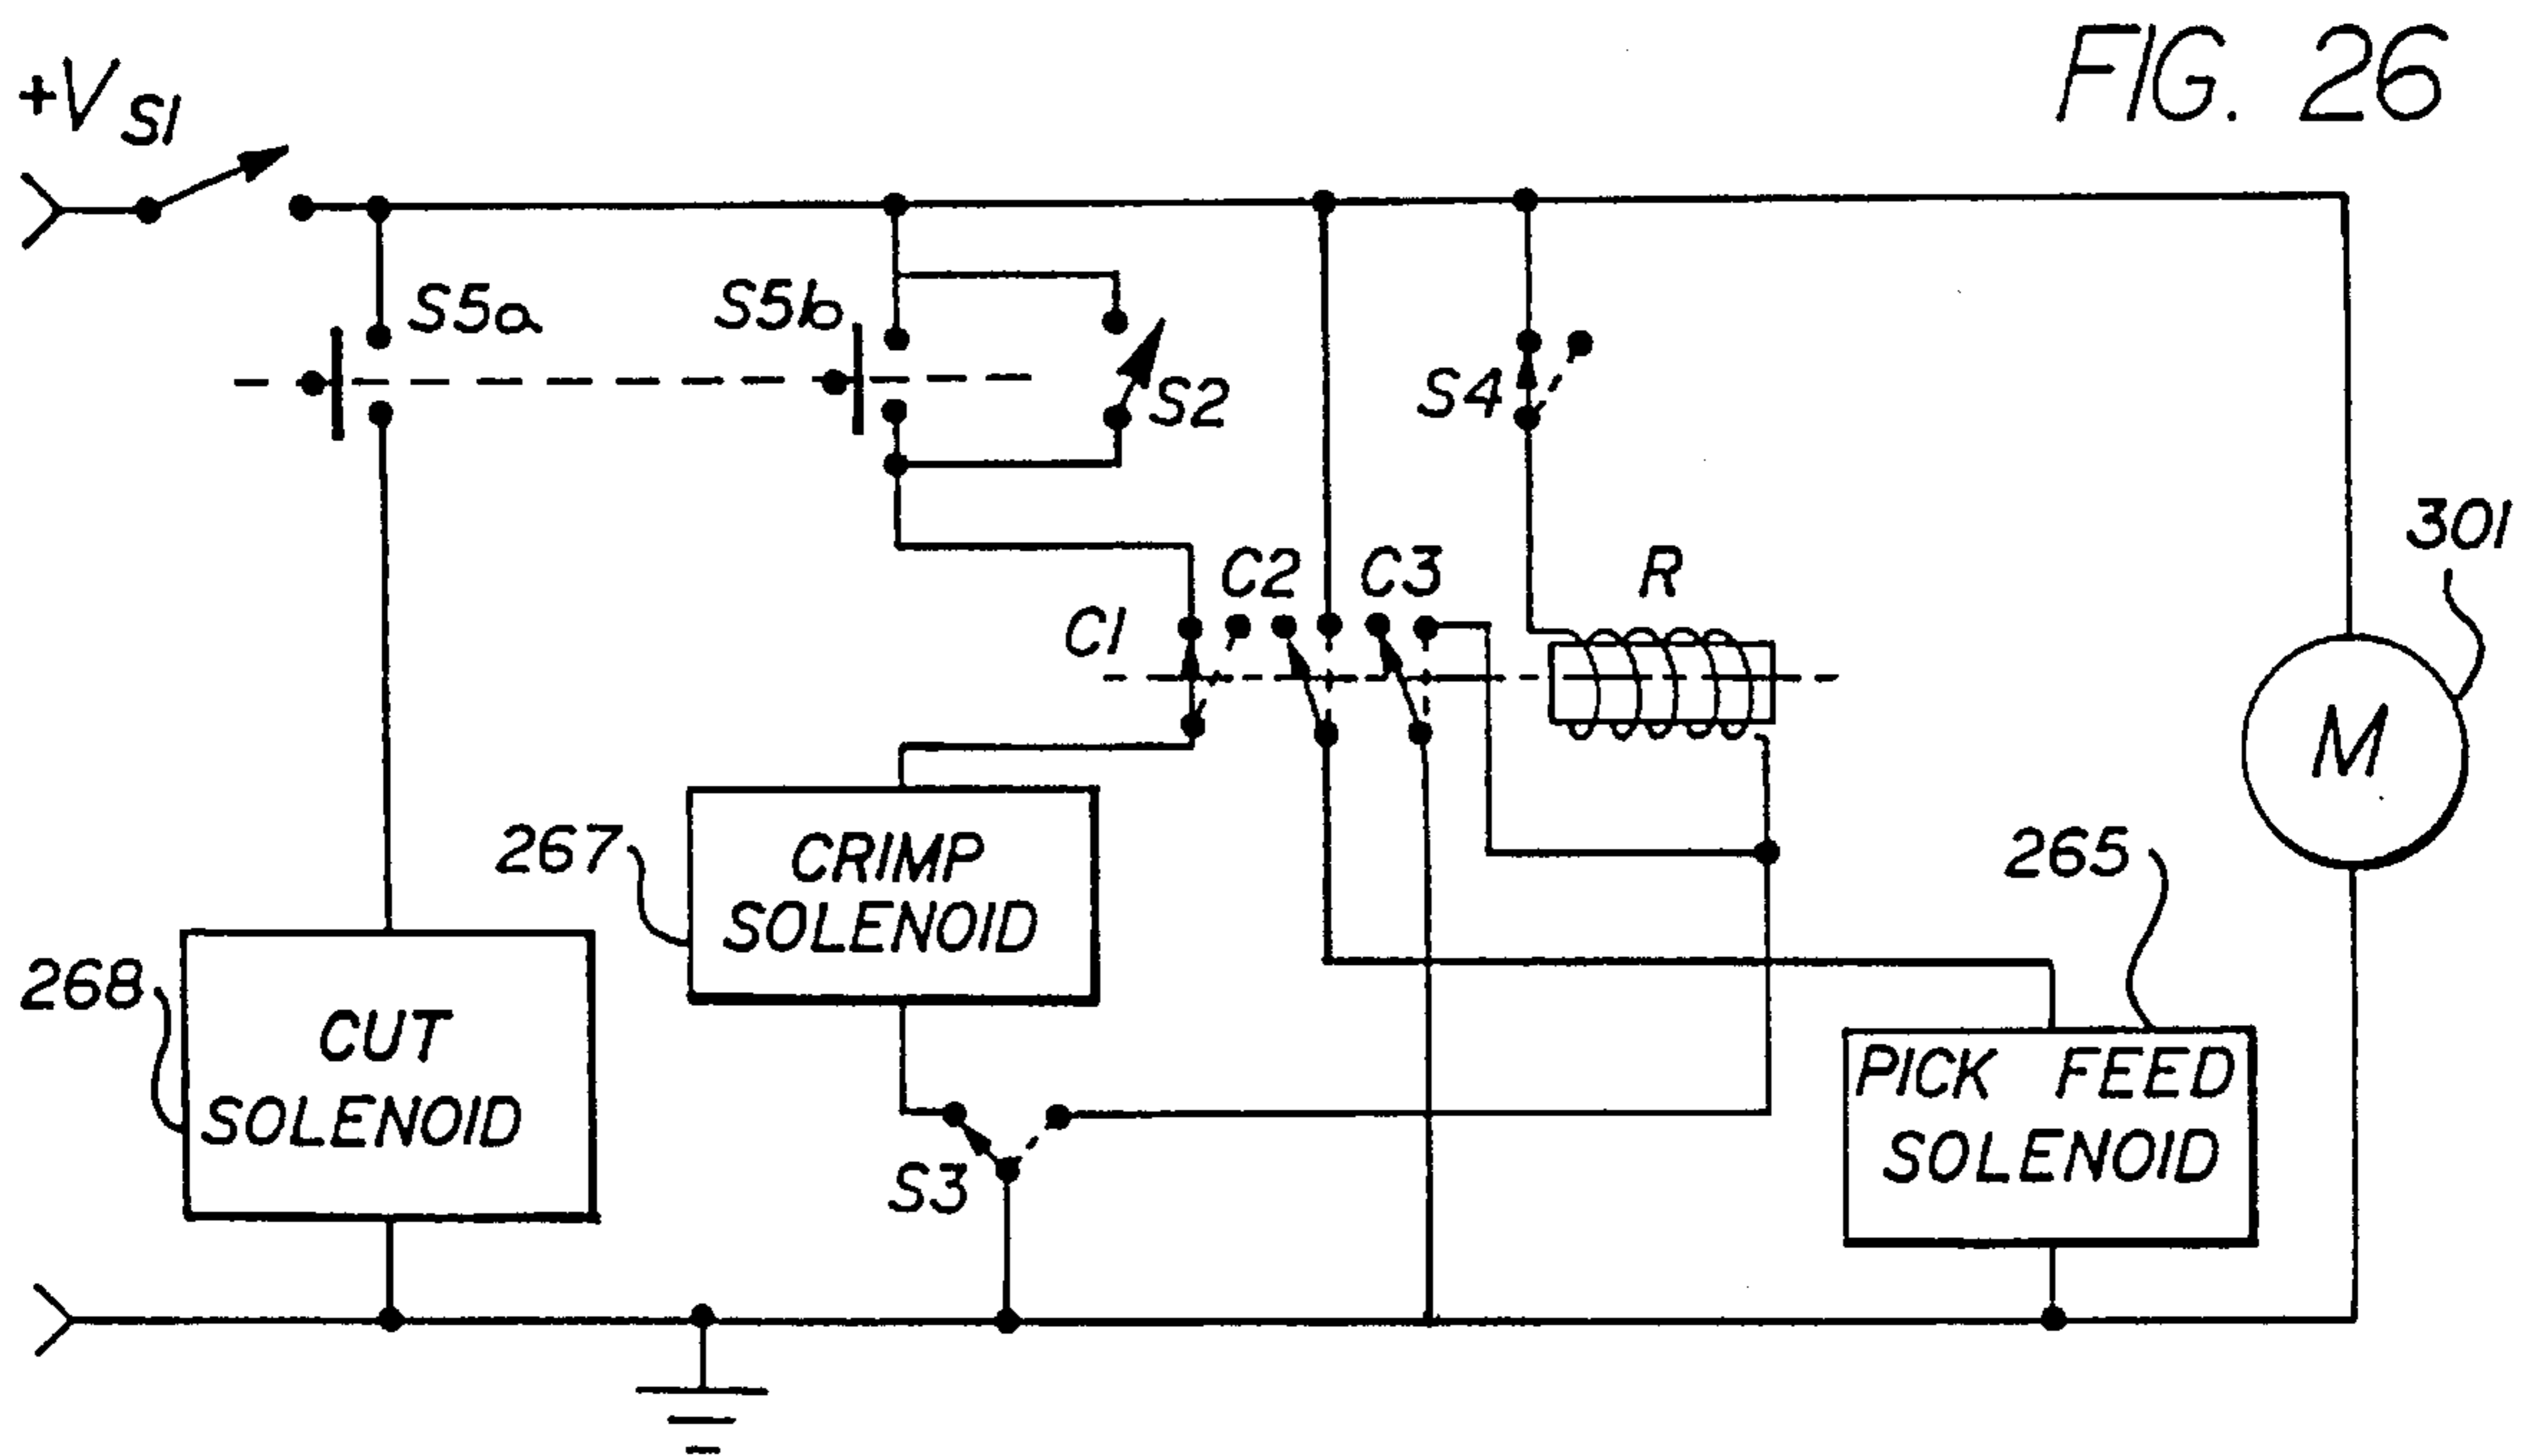 FIG. 26
+V S1
S5a
S5b
S2
S4
301
C1
C2
C3
R
M
267
CRIMP
SOLENOID
265
268
CUT
SOLENOID
PICK FEED
SOLENOID
S3